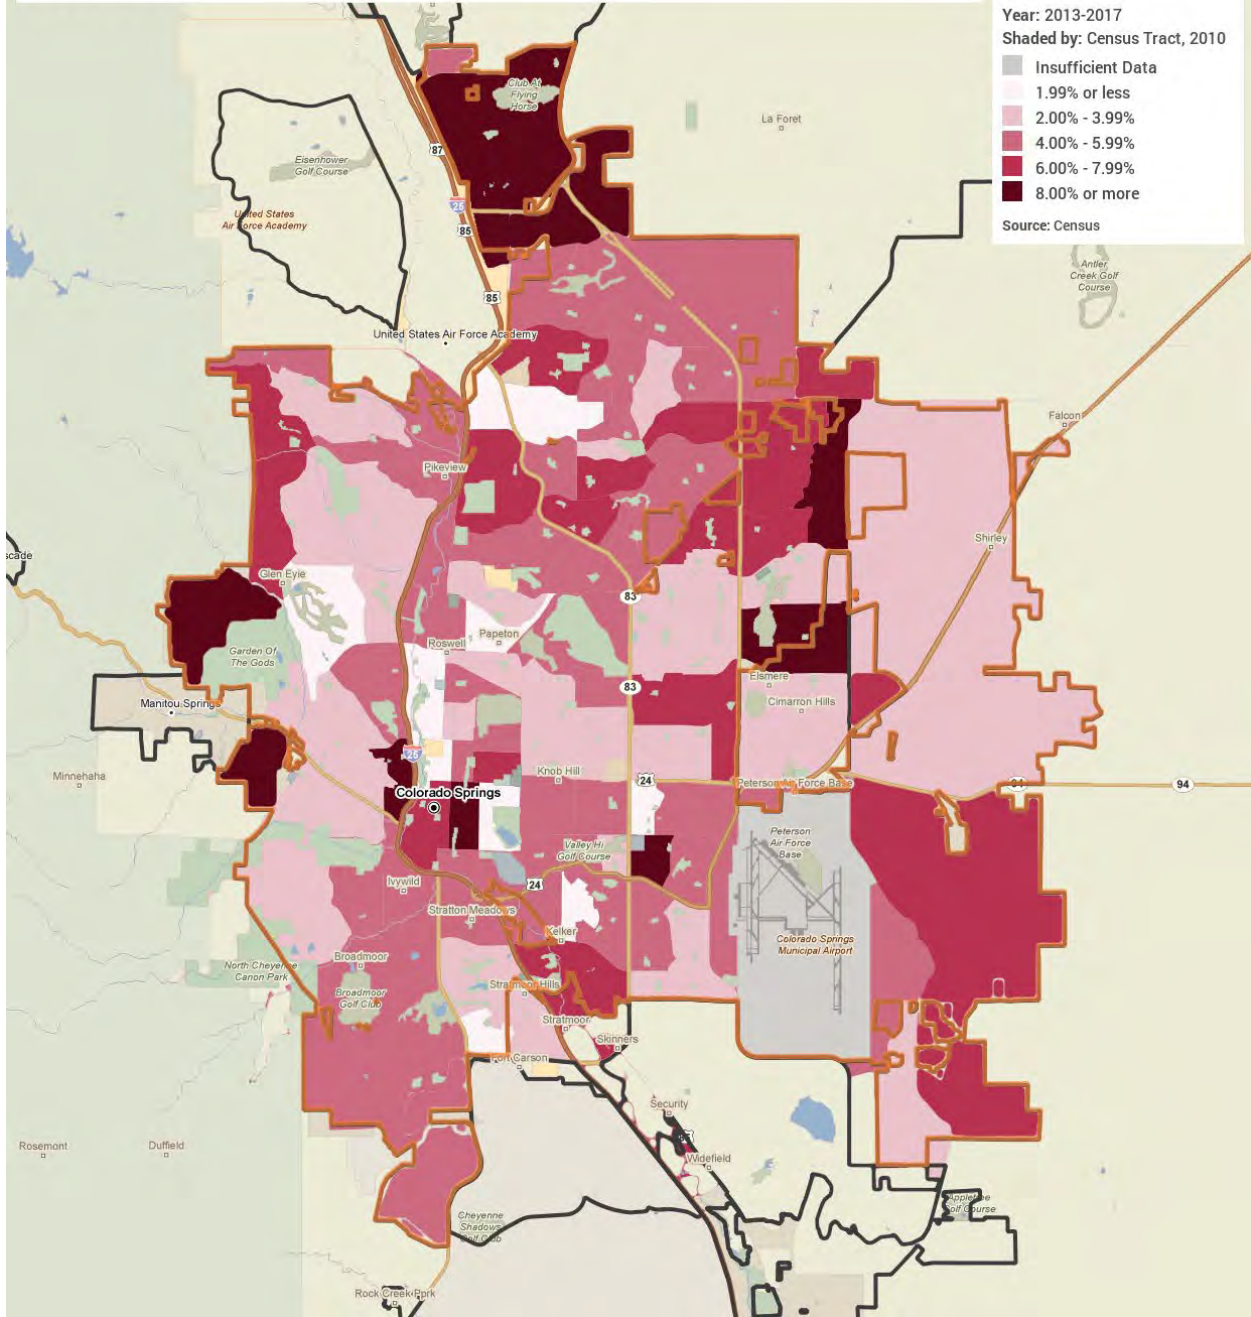 Year: 2013-2017
Shaded by: Census Tract, 2010
Insufficient Data
1.99% or less
2.00% - 3.99%
4.00% - 5.99%
6.00% - 7.99%
8.00% or more
Source: Census
Club At
Flying
Horse
La Foret
87
Eisenhower
Golf Course
25
United States
Air Force Academy
85
Antler
Creek Golf
Course
85
United States Air Force Academy
Falcon
Pikeview
Shirley
scade
Glen Eyie
83
Roswell
Papeton
Garden Of
The Gods
83
Elsmere
Manitou Springs
Cimarron Hills
25
Minnehaha
Knob Hill
24
Peterson Air Force Base
94
94
Colorado Springs
Peterson
Air Force
Base
Valley Hi
Golf Course
Ivywild
24
Stratton Meadows
Kelker
Colorado Springs
Municipal Airport
Broadmoor
North Cheyenne
Canon Park
Stratmoor Hills
Broadmoor
Golf Club
Stratmoor
Skinners
Fort Carson
Security
Rosemont
Duffield
Widefield
Appletree
Golf Course
Cheyenne
Shadows
Golf Club
Rock Creek Park